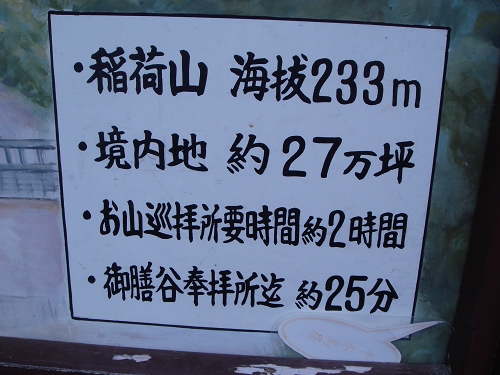 ・稲荷山 海拔233m
・境内地 約27万坪
・お山巡拝所要時間約2時間
・御膳谷奉拝所迄 約25分